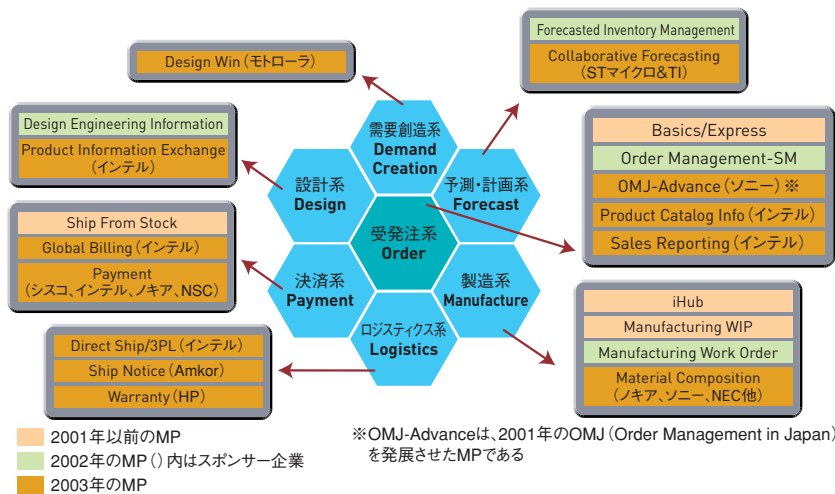 Design Win（モトローラ）
Forecasted Inventory Management
Collaborative Forecasting
（STマイクロ&TI）
Design Engineering Information
Product Information Exchange
（インテル）
Basics/Express
Order Management-SM
OMJ-Advance（ソニー）※
Product Catalog Info（インテル）
Sales Reporting（インテル）
Ship From Stock
Global Billing（インテル）
Payment
（シスコ、インテル、ノキア、NSC）
iHub
Manufacturing WIP
Manufacturing Work Order
Material Composition
（ノキア、ソニー、NEC他）
Direct Ship/3PL（インテル）
Ship Notice（Amkor）
Warranty（HP）
需要創造系
Demand
Creation
設計系
Design
予測・計画系
Forecast
受発注系
Order
決済系
Payment
製造系
Manufacture
ロジスティクス系
Logistics
2001年以前のMP
2002年のMP（）内はスポンサー企業
2003年のMP
※OMJ-Advanceは、2001年のOMJ（Order Management in Japan）
を発展させたMPである